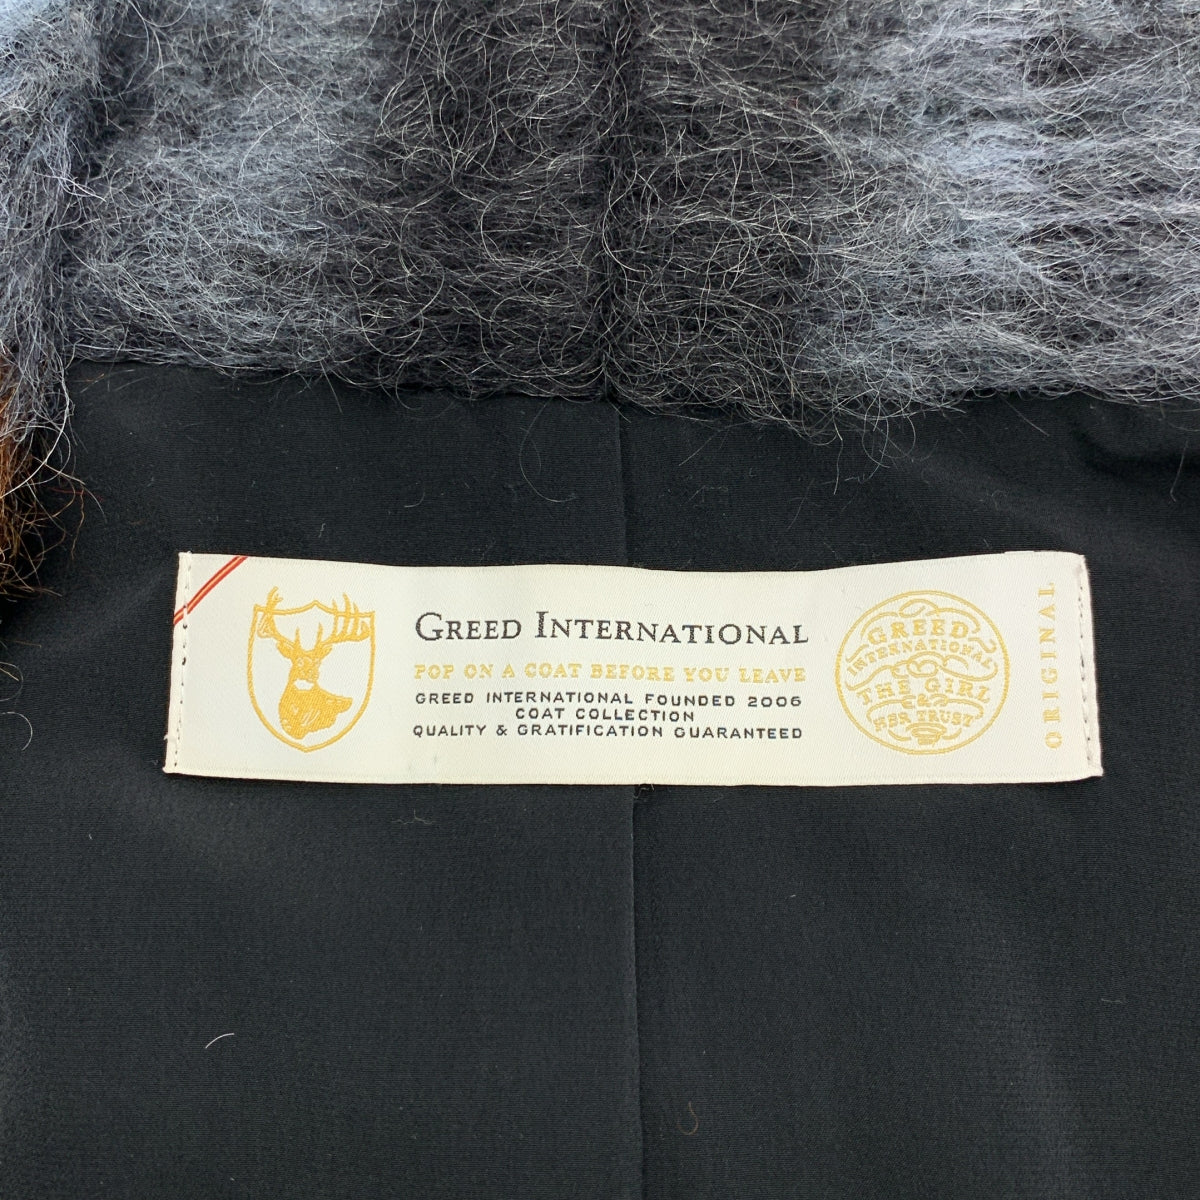 GREED INTERNATIONAL
POP ON A COAT BEFORE YOU LEAVE
GREED INTERNATIONAL FOUNDED 2006
COAT COLLECTION
QUALITY & GRATIFICATION GUARANTEED
GREED
INTERNATIONAL
THE GIRL
&
HER TRUST
ORIGINAL